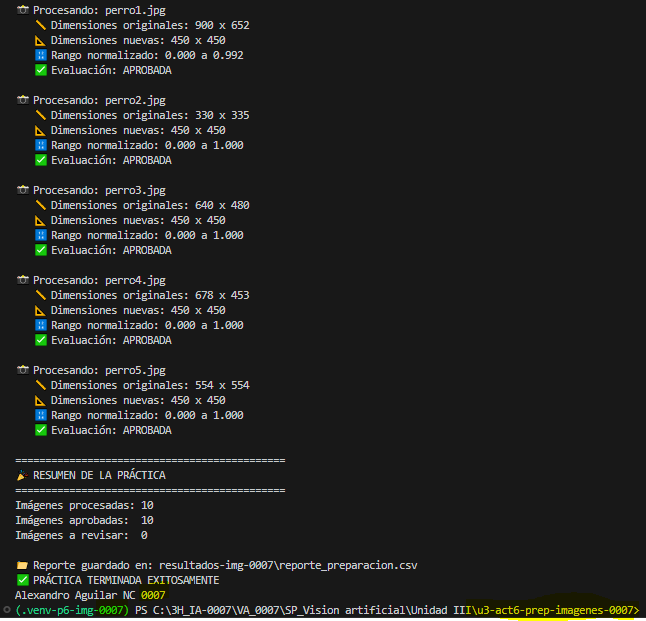 Procesando: perro1.jpg
Dimensiones originales: 900 x 652
Dimensiones nuevas: 450 x 450
Rango normalizado: 0.000 a 0.992
Evaluación: APROBADA
Procesando: perro2.jpg
Dimensiones originales: 330 x 335
Dimensiones nuevas: 450 x 450
Rango normalizado: 0.000 a 1.000
Evaluación: APROBADA
Procesando: perro3.jpg
Dimensiones originales: 640 x 480
Dimensiones nuevas: 450 x 450
Rango normalizado: 0.000 a 1.000
Evaluación: APROBADA
Procesando: perro4.jpg
Dimensiones originales: 678 x 453
Dimensiones nuevas: 450 x 450
Rango normalizado: 0.000 a 1.000
Evaluación: APROBADA
Procesando: perro5.jpg
Dimensiones originales: 554 x 554
Dimensiones nuevas: 450 x 450
Rango normalizado: 0.000 a 1.000
Evaluación: APROBADA
=============================================
RESUMEN DE LA PRÁCTICA
=============================================
Imágenes procesadas: 10
Imágenes aprobadas:  10
Imágenes a revisar:  0
Reporte guardado en: resultados-img-0007\reporte_preparacion.csv
PRÁCTICA TERMINADA EXITOSAMENTE
Alexandro Aguilar NC 0007
(.venv-p6-img-0007) PS C:\3H_IA-0007\VA_0007\SP_Vision artificial\Unidad III\u3-act6-prep-imagenes-0007>